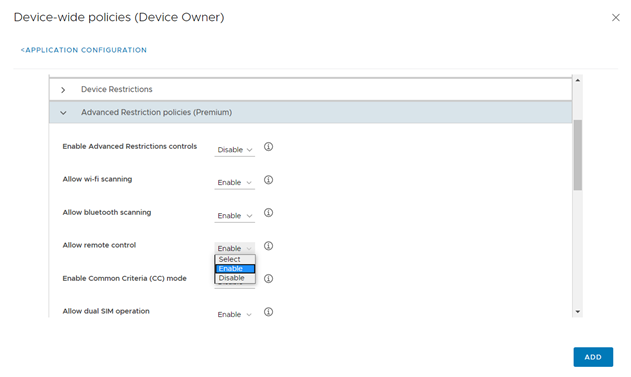 Device-wide policies (Device Owner)
<APPLICATION CONFIGURATION
Device Restrictions
Advanced Restriction policies (Premium)
Enable Advanced Restrictions controls Disable
Allow wi-fi scanning Enable
Allow bluetooth scanning Enable
Allow remote control Enable
Select
Enable
Disable
Enable Common Criteria (CC) mode
Allow dual SIM operation Enable
ADD